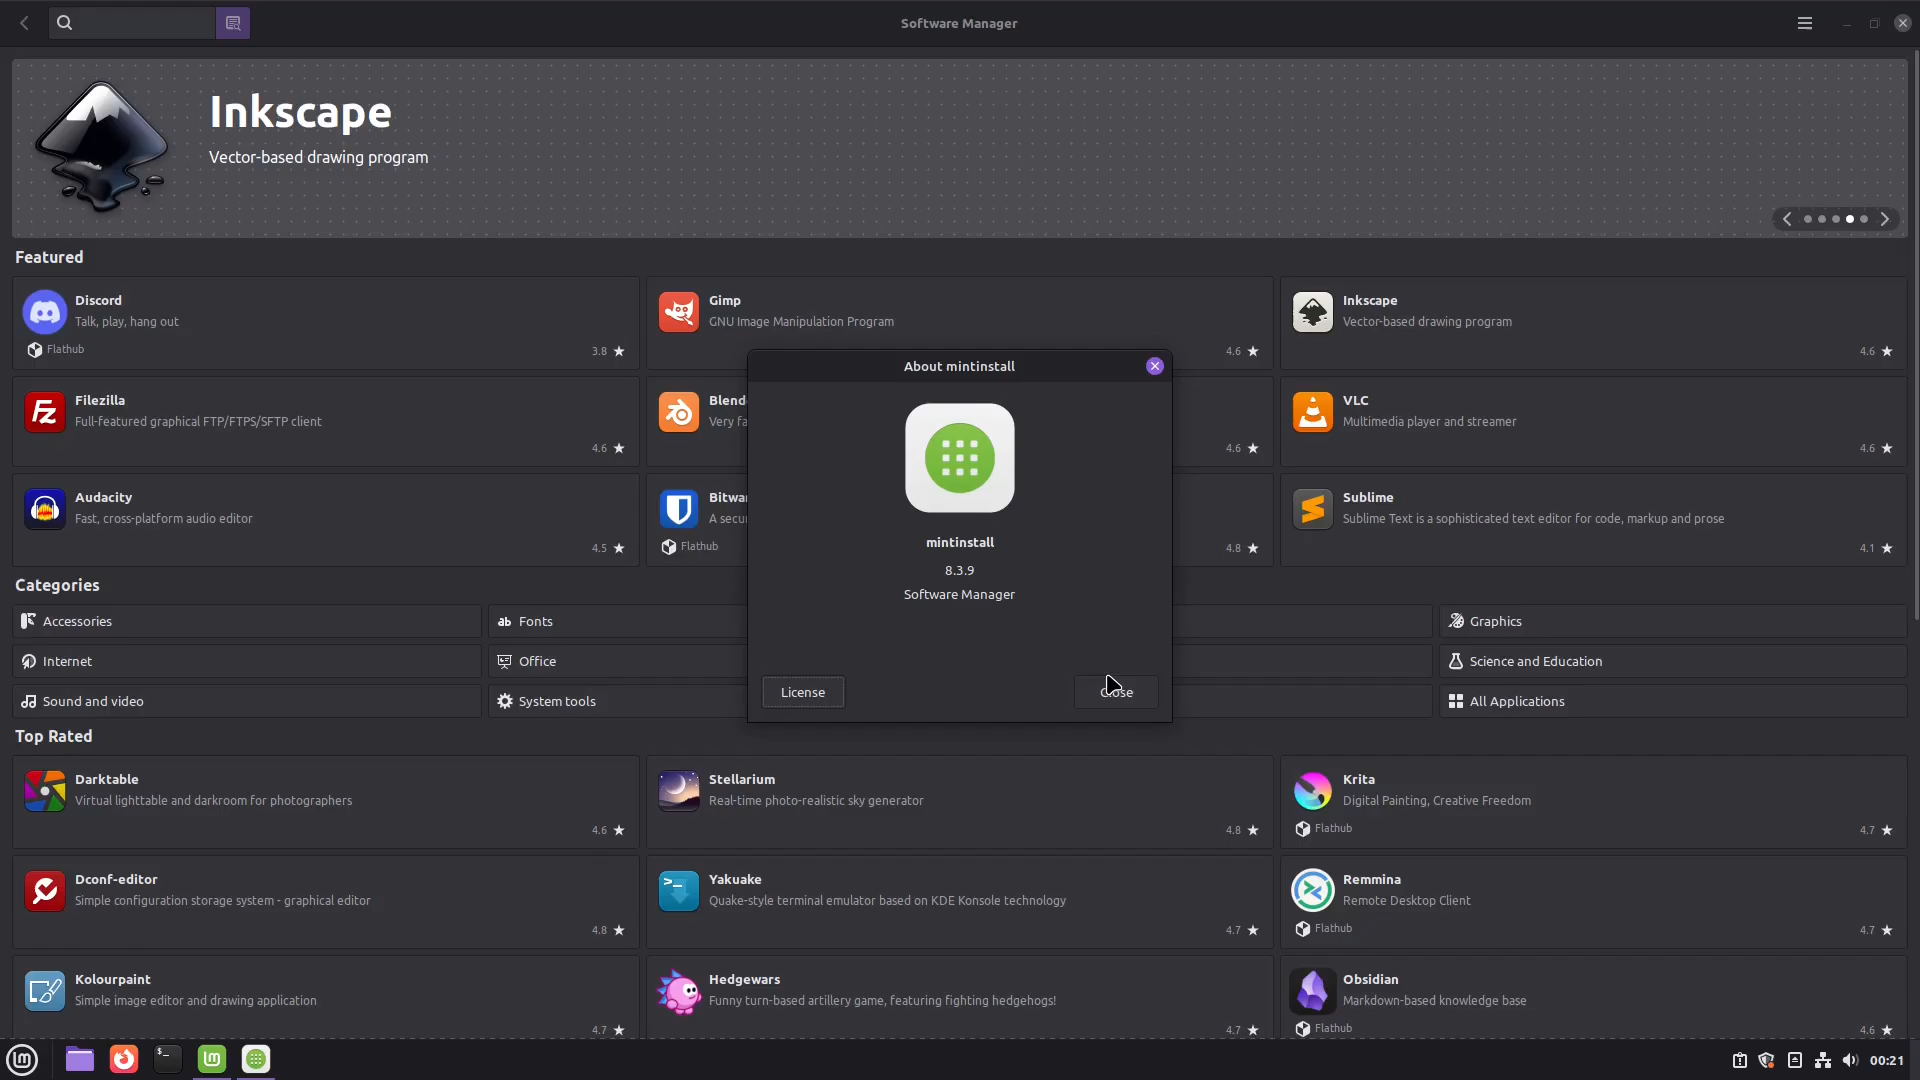 Software Manager
Inkscape
Vector-based drawing program
Featured
Discord
Talk, play, hang out
Flathub
3.8 ★
Gimp
GNU Image Manipulation Program
4.6 ★
Inkscape
Vector-based drawing program
4.6 ★
Filezilla
Full-featured graphical FTP/FTPS/SFTP client
4.6 ★
Blend
Very fa
4.6 ★
VLC
Multimedia player and streamer
4.6 ★
Audacity
Fast, cross-platform audio editor
4.5 ★
Bitwa
A secu
Flathub
4.8 ★
Sublime
Sublime Text is a sophisticated text editor for code, markup and prose
4.1 ★
About mintinstall
mintinstall
8.3.9
Software Manager
License
Close
Categories
Accessories
Fonts
Graphics
Internet
Office
Science and Education
Sound and video
System tools
All Applications
Top Rated
Darktable
Virtual lighttable and darkroom for photographers
4.6 ★
Stellarium
Real-time photo-realistic sky generator
4.8 ★
Krita
Digital Painting, Creative Freedom
Flathub
4.7 ★
Dconf-editor
Simple configuration storage system - graphical editor
4.8 ★
Yakuake
Quake-style terminal emulator based on KDE Konsole technology
4.7 ★
Remmina
Remote Desktop Client
Flathub
4.7 ★
Kolourpaint
Simple image editor and drawing application
4.7 ★
Hedgewars
Funny turn-based artillery game, featuring fighting hedgehogs!
4.7 ★
Obsidian
Markdown-based knowledge base
Flathub
4.6 ★
00:21